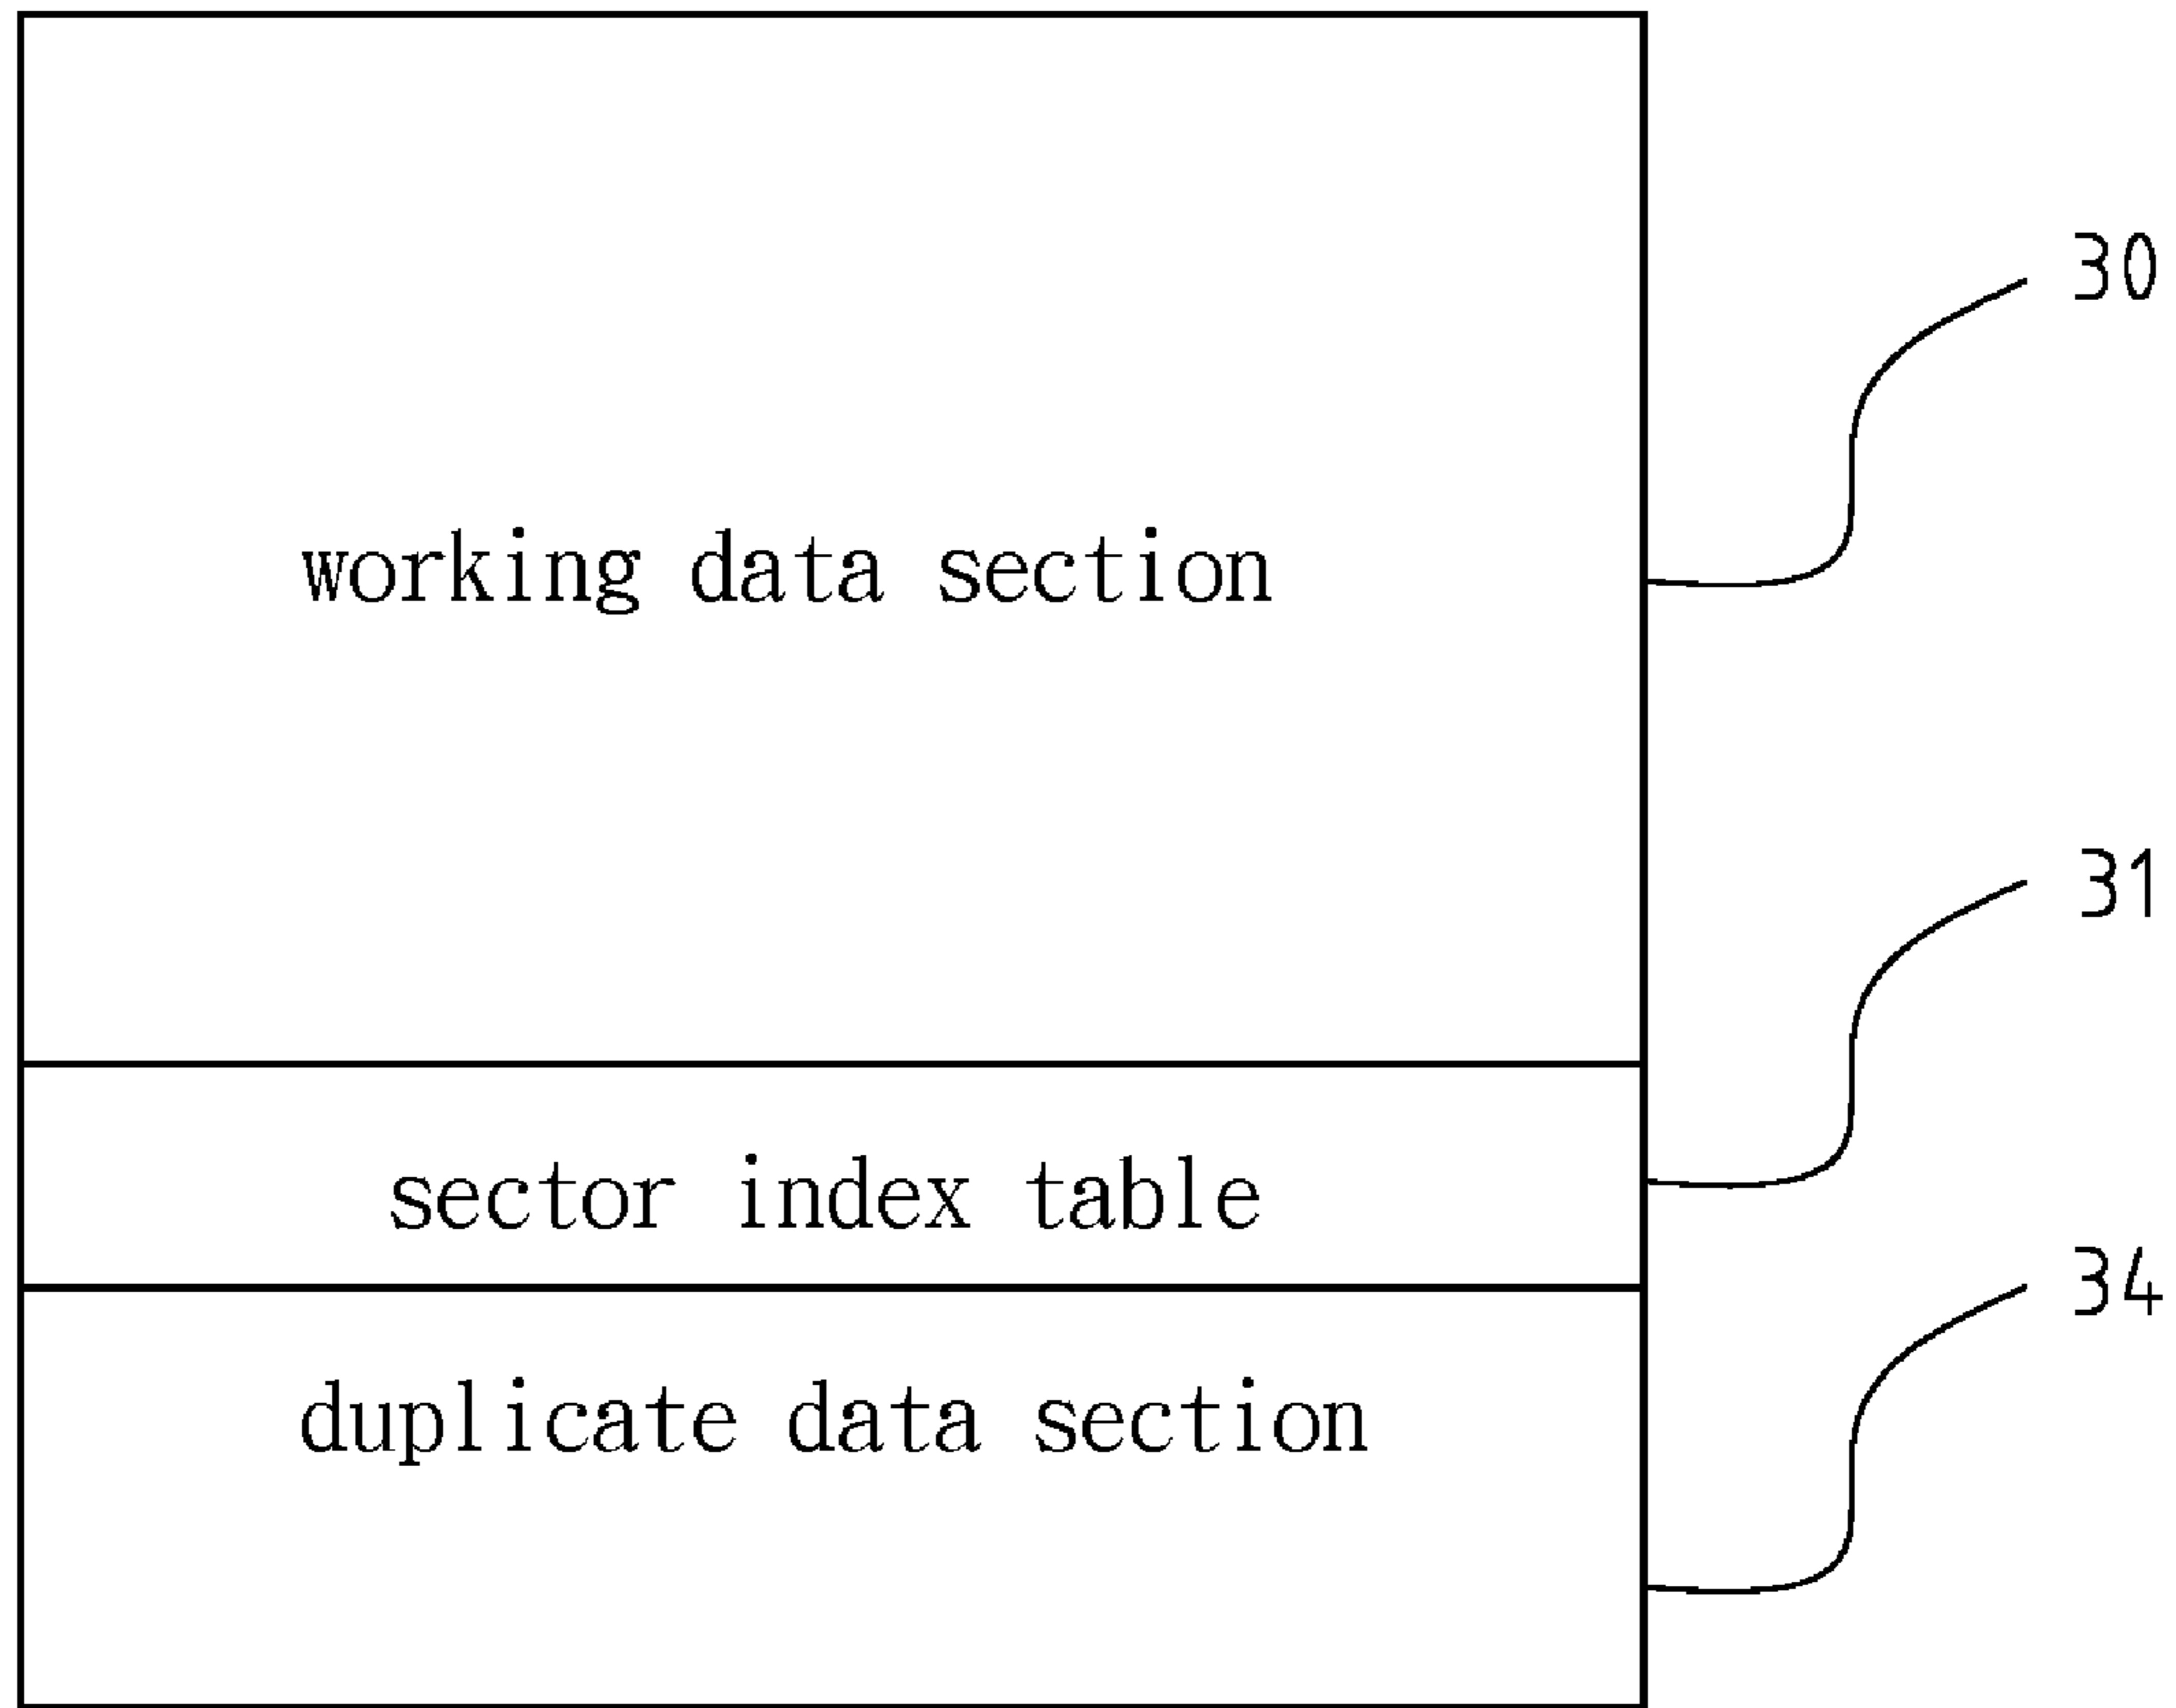 30
working data section
31
sector index table
34
duplicate data section